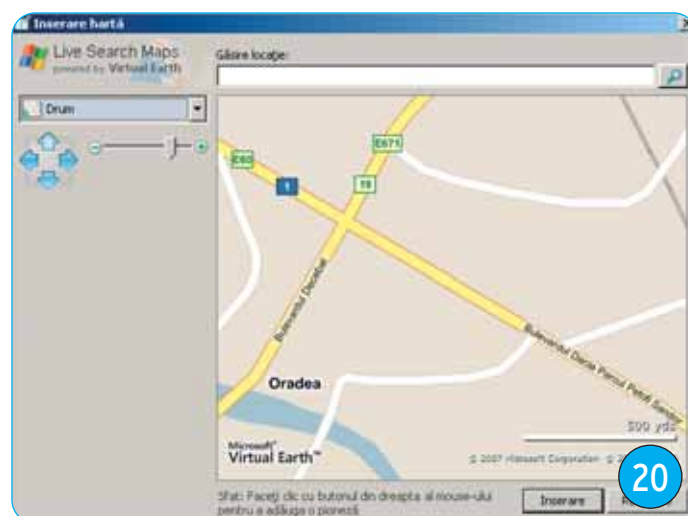 Inserare hartă
Live Search Maps
powered by Virtual Earth
Găsire locaţie:
Drum
E671
E60
1
19
Bulevardul Decebal
Bulevardul Dacia Parcul Petofi Sandor
Oradea
500 yds
Microsoft®
Virtual Earth™
© 2007 Microsoft Corporation ©
20
Sfat: Faceţi clic cu butonul din dreapta al mouse-ului
pentru a adăuga o pioneză
Inserare